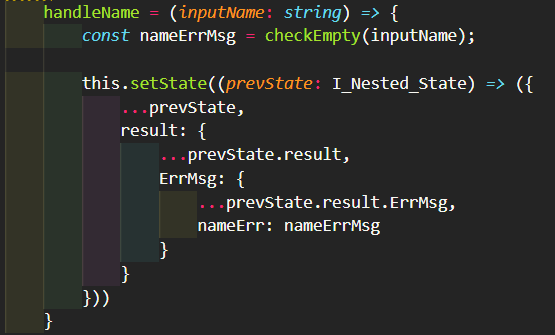 handleName = (inputName: string) => {
    const nameErrMsg = checkEmpty(inputName);

    this.setState((prevState: I_Nested_State) => ({
        ...prevState,
        result: {
            ...prevState.result,
            ErrMsg: {
                ...prevState.result.ErrMsg,
                nameErr: nameErrMsg
            }
        }
    }))
}